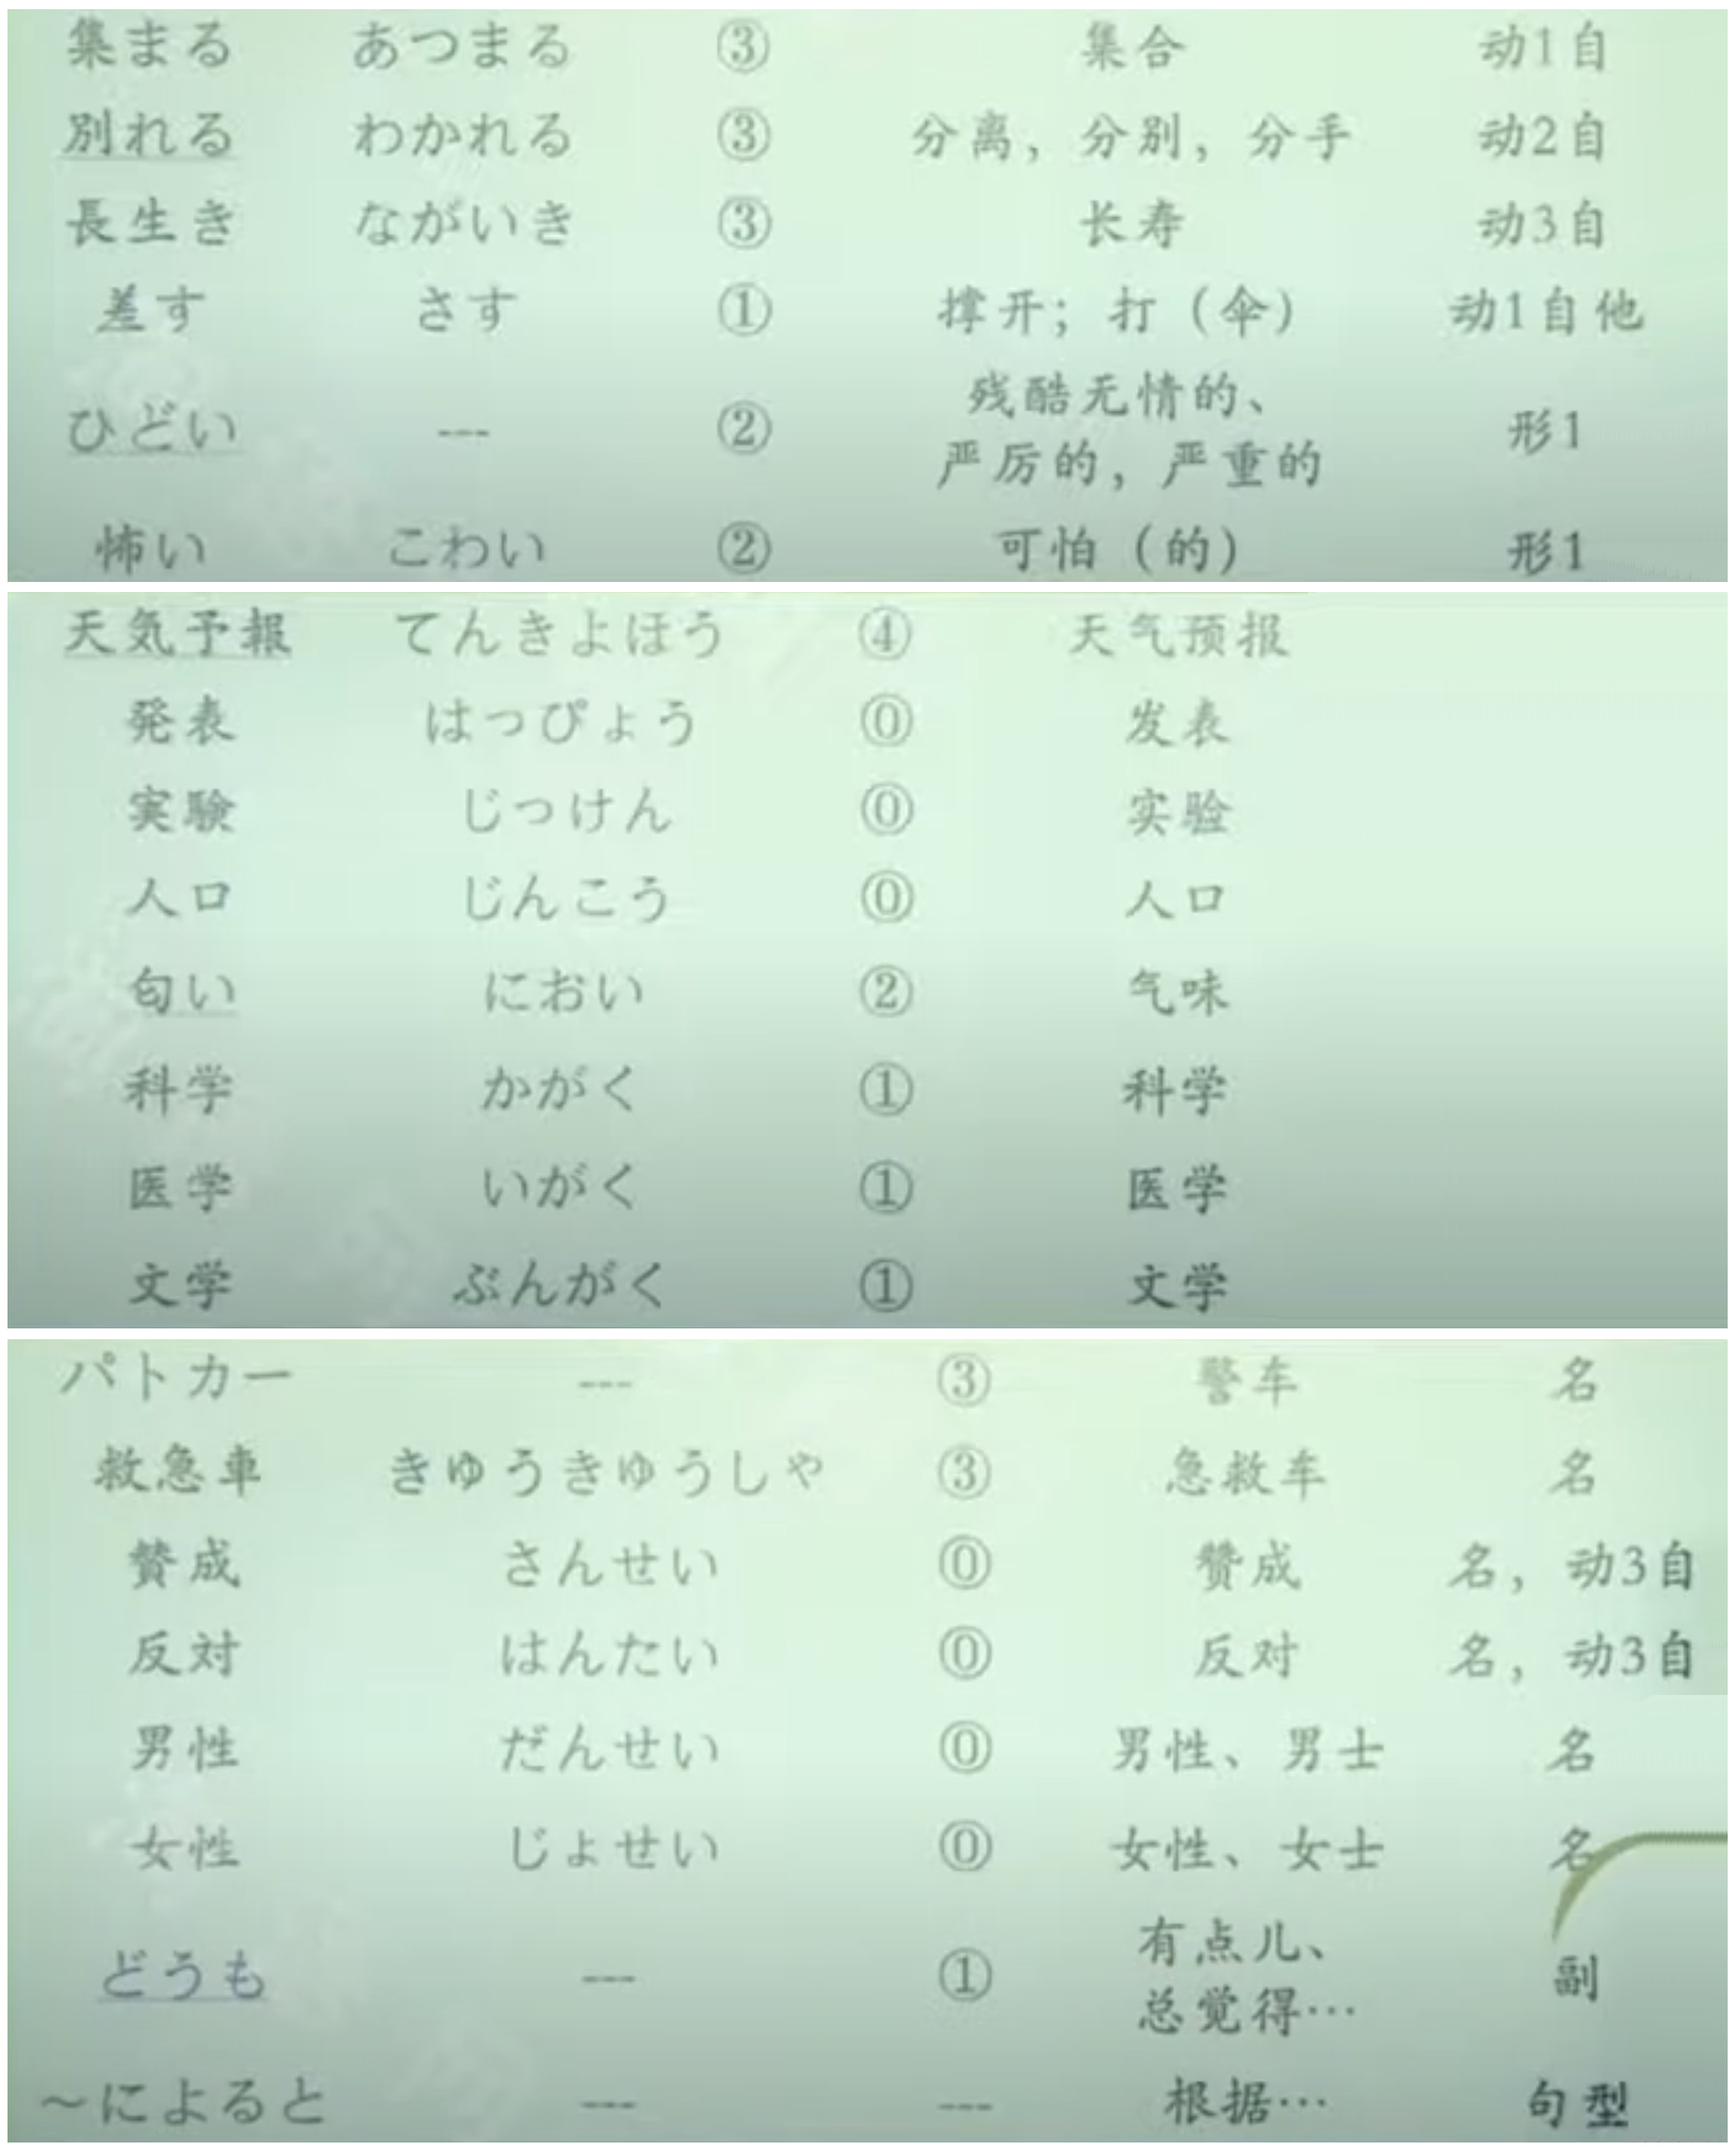 集まる あつまる ③ 集合 动1自
別れる わかれる ③ 分离，分别，分手 动2自
長生き ながいき ③ 长寿 动3自
差す さす ① 撑开；打（伞） 动1自他
ひどい --- ② 残酷无情的、 形1
严厉的，严重的
怖い こわい ② 可怕（的） 形1
天気予報 てんきよほう ④ 天气预报
発表 はっぴょう ⓪ 发表
実験 じっけん ⓪ 实验
人口 じんこう ⓪ 人口
匂い におい ② 气味
科学 かがく ① 科学
医学 いがく ① 医学
文学 ぶんがく ① 文学
パトカー --- ③ 警车 名
救急車 きゅうきゅうしゃ ③ 急救车 名
賛成 さんせい ⓪ 赞成 名，动3自
反対 はんたい ⓪ 反对 名，动3自
男性 だんせい ⓪ 男性、男士 名
女性 じょせい ⓪ 女性、女士 名
どうも --- ① 有点儿、 副
总觉得…
～によると --- --- 根据… 句型